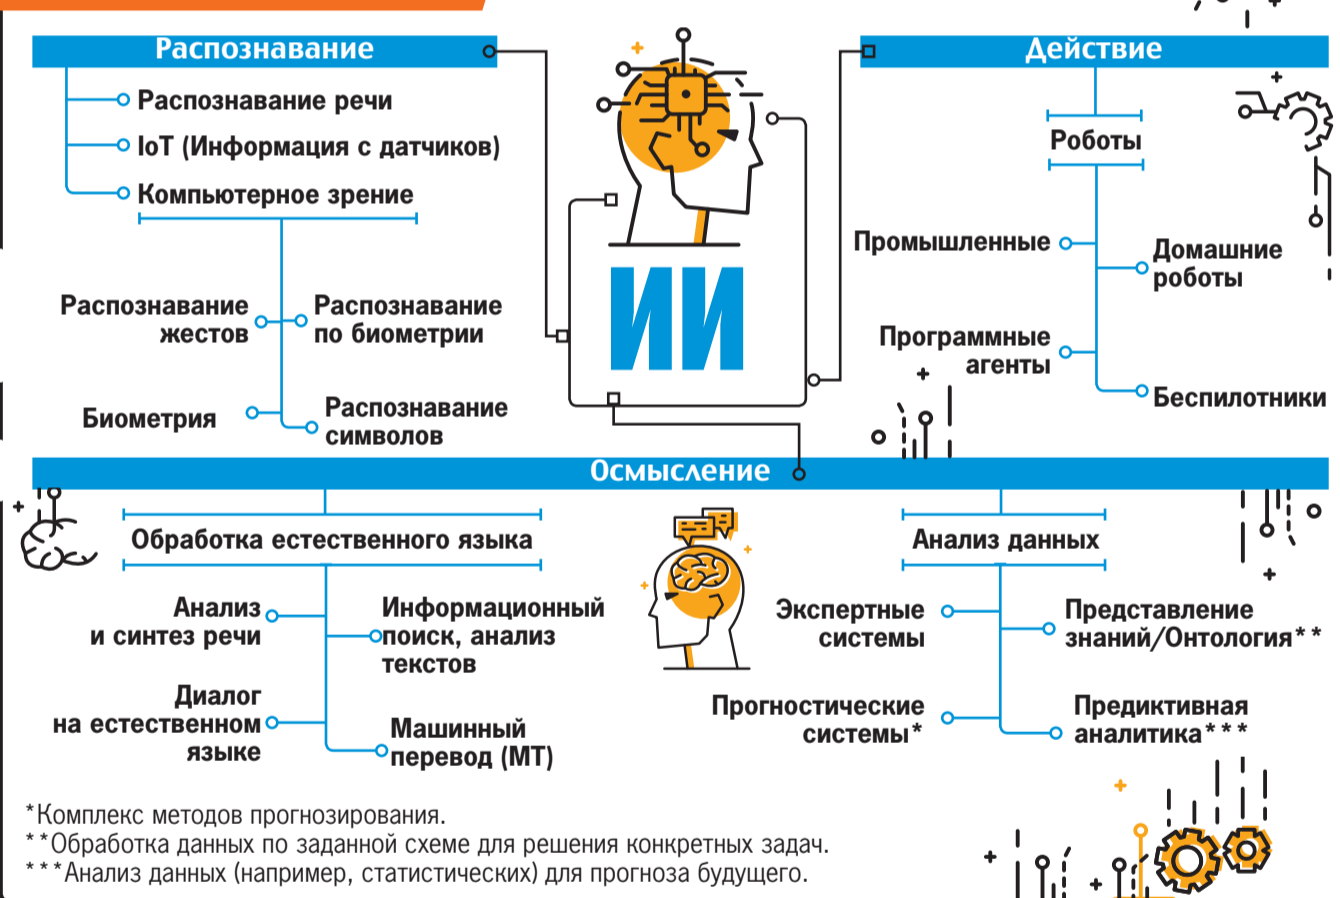 Распознавание
Распознавание речи
IoT (Информация с датчиков)
Компьютерное зрение
Распознавание
жестов
Распознавание
по биометрии
Биометрия
Распознавание
символов
ИИ
Действие
Роботы
Промышленные
Домашние
роботы
Программные
агенты
Беспилотники
Осмысление
Обработка естественного языка
Анализ
и синтез речи
Информационный
поиск, анализ
текстов
Диалог
на естественном
языке
Машинный
перевод (МТ)
Анализ данных
Экспертные
системы
Представление
знаний/Онтология**
Прогностические
системы*
Предиктивная
аналитика***
*Комплекс методов прогнозирования.
**Обработка данных по заданной схеме для решения конкретных задач.
***Анализ данных (например, статистических) для прогноза будущего.